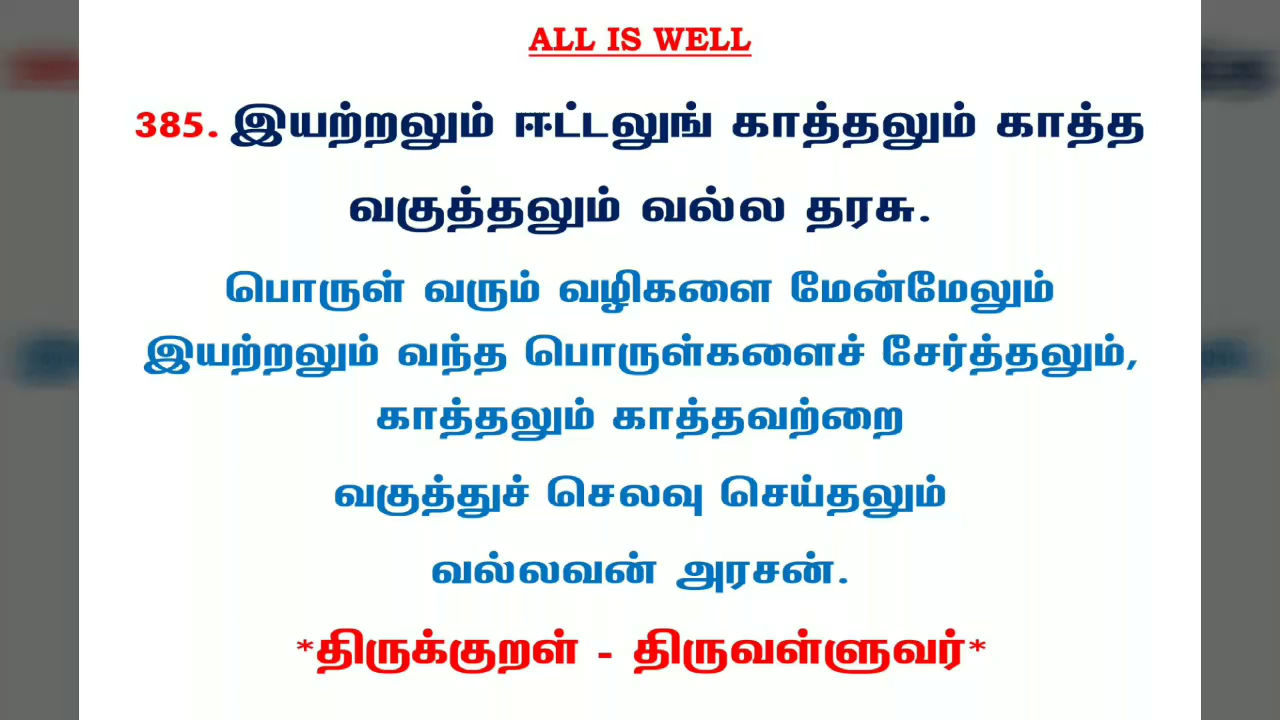 ALL IS WELL
385. இயற்றலும் ஈட்டலுங் காத்தலும் காத்த
வகுத்தலும் வல்ல தரசு.
பொருள் வரும் வழிகளை மேன்மேலும்
இயற்றலும் வந்த பொருள்களைச் சேர்த்தலும்,
காத்தலும் காத்தவற்றை
வகுத்துச் செலவு செய்தலும்
வல்லவன் அரசன்.
*திருக்குறள் - திருவள்ளுவர்*